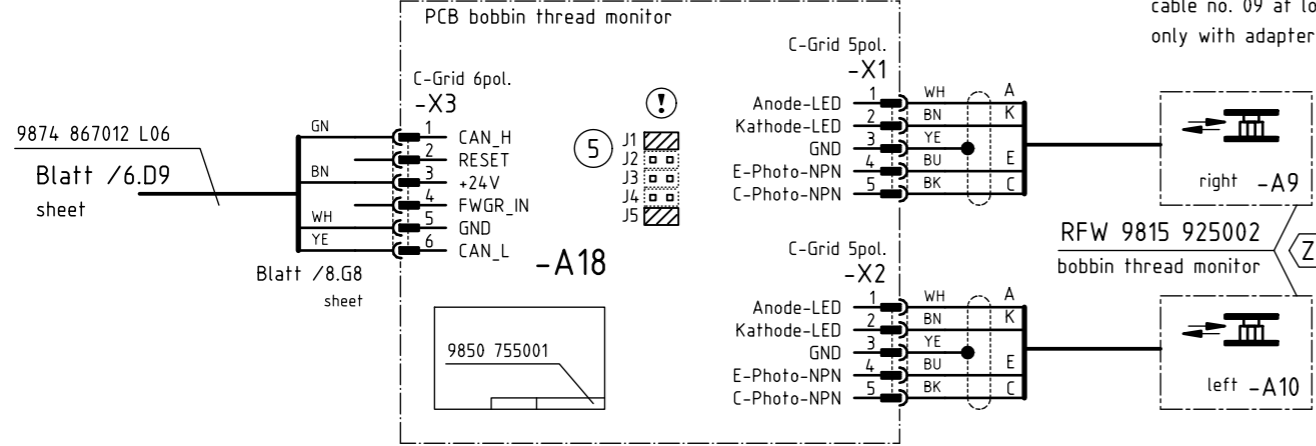 PCB bobbin thread monitor
cable no. 09 at lo
only with adapter
C-Grid 6pol.
-X3
9874 867012 L06
Blatt /6.D9
sheet
GN
BN
WH
YE
1 CAN_H
2 RESET
3 +24V
4 FWGR_IN
5 GND
6 CAN_L
Blatt /8.G8
sheet
-A18
!
5
J1
J2
J3
J4
J5
9850 755001
C-Grid 5pol.
-X1
Anode-LED 1 WH A
Kathode-LED 2 BN K
GND 3 YE
E-Photo-NPN 4 BU E
C-Photo-NPN 5 BK C
right -A9
RFW 9815 925002
bobbin thread monitor
Z
C-Grid 5pol.
-X2
Anode-LED 1 WH A
Kathode-LED 2 BN K
GND 3 YE
E-Photo-NPN 4 BU E
C-Photo-NPN 5 BK C
left -A10